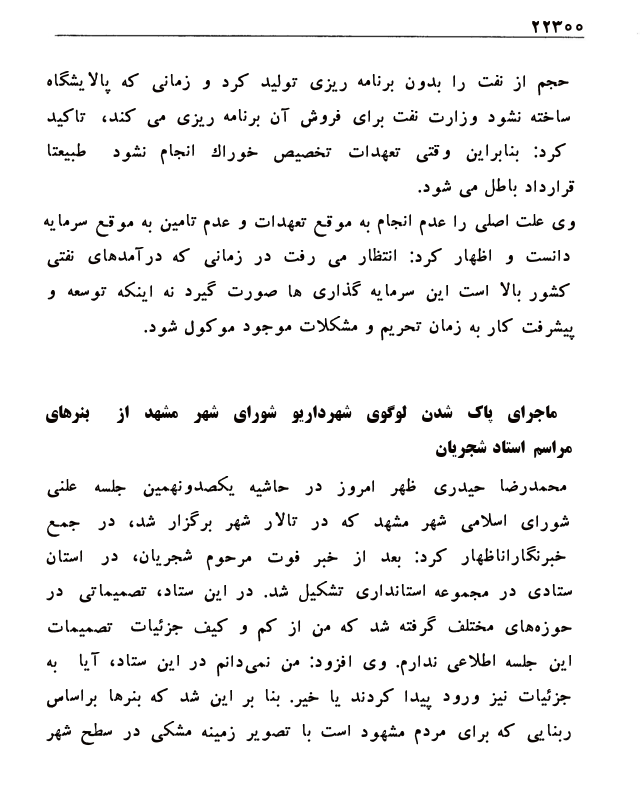 ۲۲۳۰۰
حجم از نفت را بدون برنامه ریزی تولید کرد و زمانی که پالایشگاه
ساخته نشود وزارت نفت برای فروش آن برنامه ریزی می کند، تاکید
کرد: بنابراین وقتی تعهدات تخصیص خوراك انجام نشود طبیعتا
قرارداد باطل می شود.
وی علت اصلی را عدم انجام به موقع تعهدات و عدم تامین به موقع سرمایه
دانست و اظهار کرد: انتظار می رفت در زمانی که درآمدهای نفتی
کشور بالا است این سرمایه گذاری ها صورت گیرد نه اینکه توسعه و
پیشرفت کار به زمان تحریم و مشکلات موجود موکول شود.
ماجرای پاک شدن لوگوی شهرداریو شورای شهر مشهد از بنرهای
مراسم استاد شجریان
محمدرضا حیدری ظهر امروز در حاشیه یکصدونهمین جلسه علنی
شورای اسلامی شهر مشهد که در تالار شهر برگزار شد، در جمع
خبرنگاراناظهار کرد: بعد از خبر فوت مرحوم شجریان، در استان
ستادی در مجموعه استانداری تشکیل شد. در این ستاد، تصمیماتی در
حوزه‌های مختلف گرفته شد که من از کم و کیف جزئیات تصمیمات
این جلسه اطلاعی ندارم. وی افزود: من نمی‌دانم در این ستاد، آیا به
جزئیات نیز ورود پیدا کردند یا خیر. بنا بر این شد که بنرها براساس
ربنایی که برای مردم مشهود است با تصویر زمینه مشکی در سطح شهر